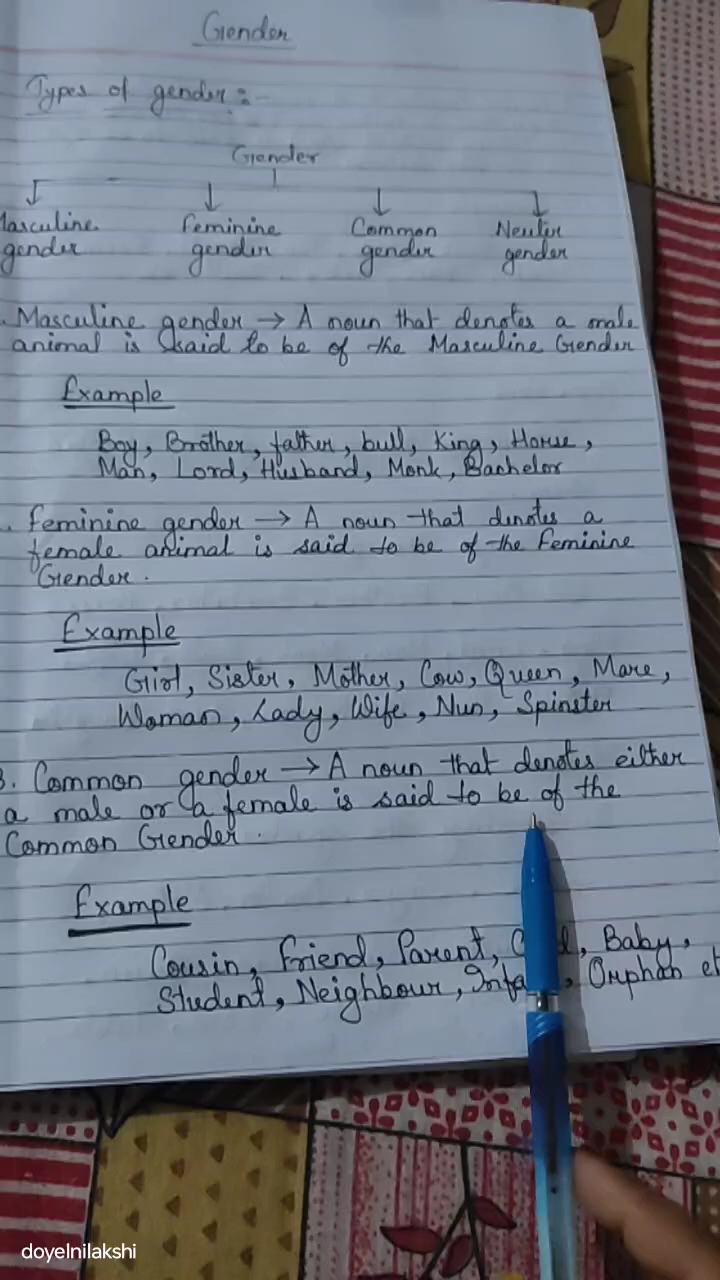 Gender
Types of gender :-
Gender
Masculine gender
Feminine gender
Common gender
Neuter gender
Masculine gender → A noun that denotes a male
animal is said to be of the Masculine Gender
Example
Boy, Brother, father, bull, King, Horse,
Man, Lord, Husband, Monk, Bachelor
Feminine gender → A noun that denotes a
female animal is said to be of the Feminine
Gender.
Example
Girl, Sister, Mother, Cow, Queen, Mare,
Woman, Lady, Wife, Nun, Spinster
3. Common gender → A noun that denotes either
a male or a female is said to be of the
Common Gender.
Example
Cousin, Friend, Parent, Baby,
Student, Neighbour, Orphan et
doyelnilakshi